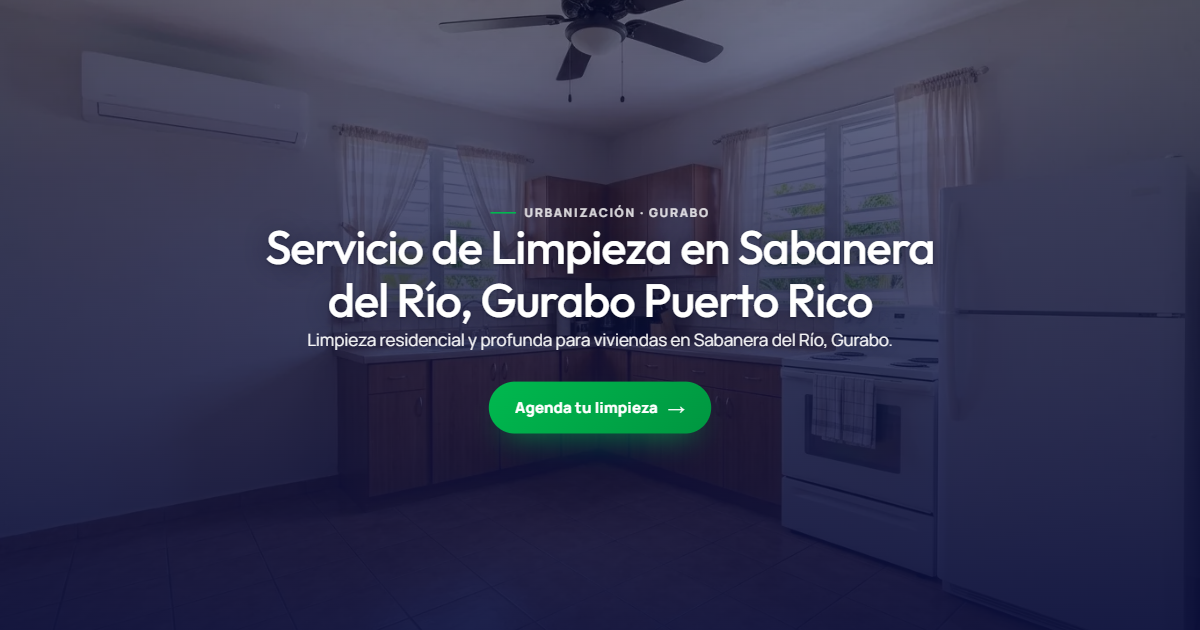 URBANIZACIÓN · GURABO
Servicio de Limpieza en Sabanera
del Río, Gurabo Puerto Rico
Limpieza residencial y profunda para viviendas en Sabanera del Río, Gurabo.
Agenda tu limpieza →